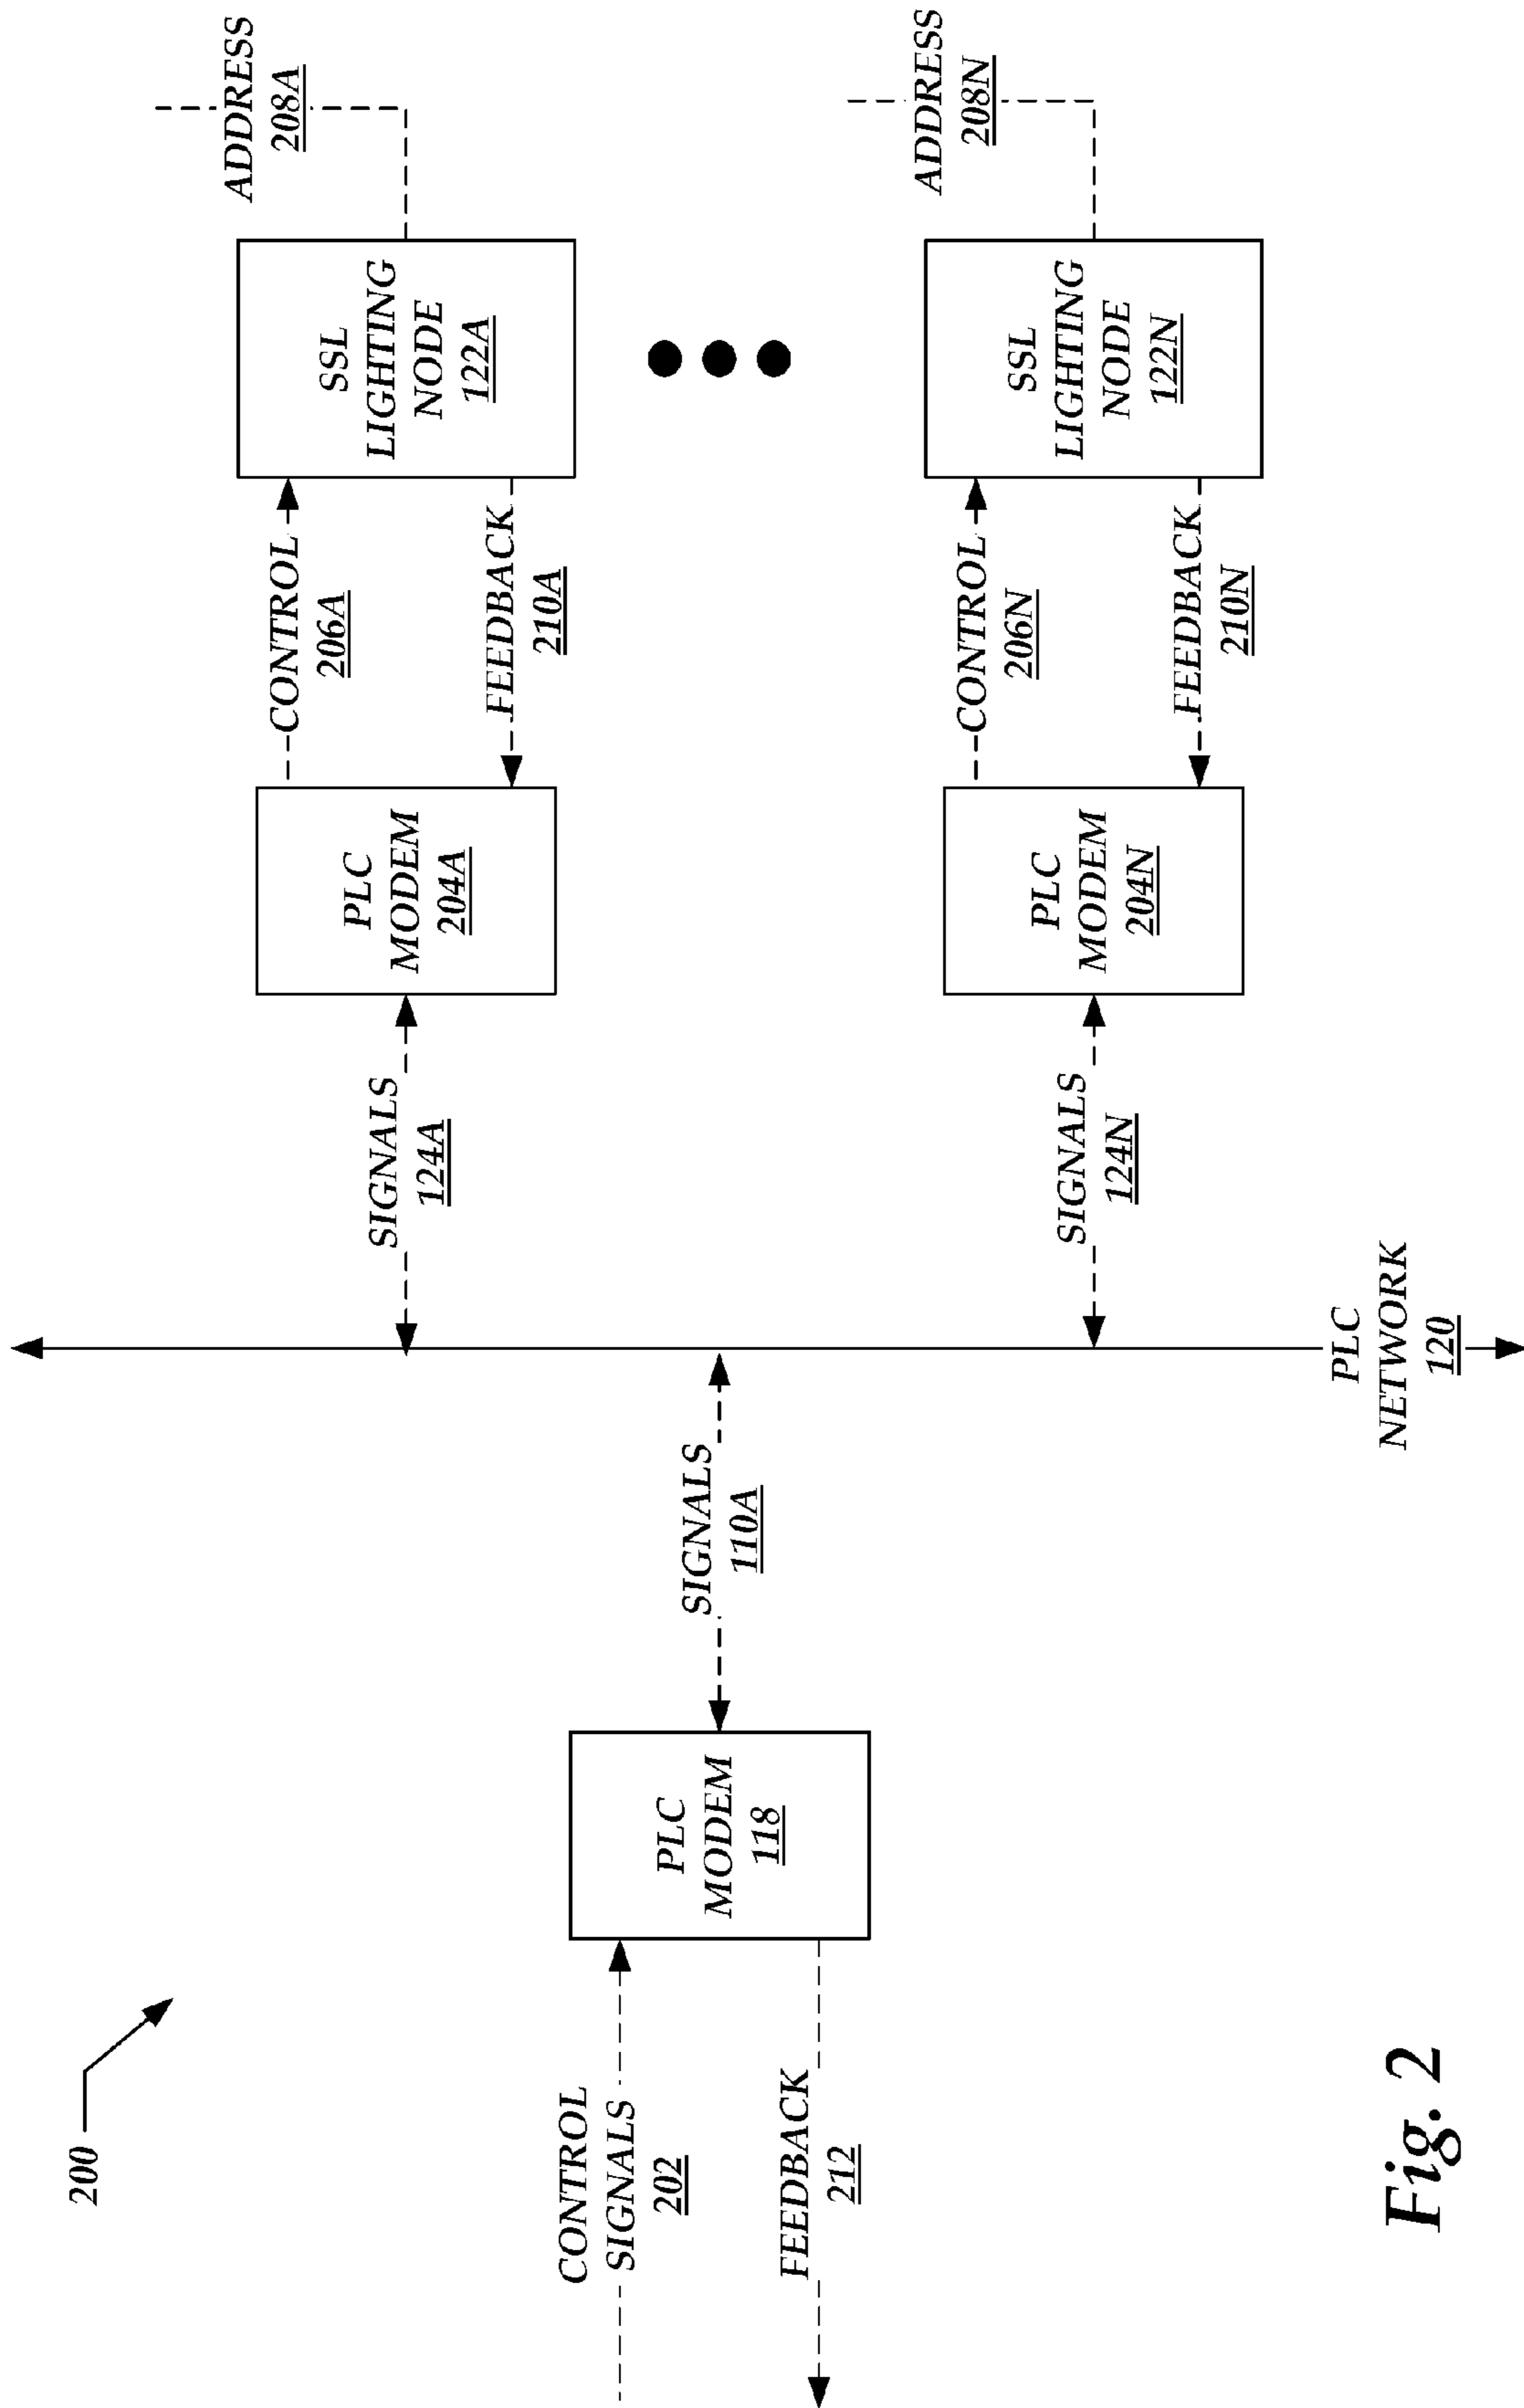 200
CONTROL
SIGNALS
202
FEEDBACK
212
PLC
MODEM
118
SIGNALS
110A
PLC
NETWORK
120
SIGNALS
124A
PLC
MODEM
204A
CONTROL
206A
FEEDBACK
210A
SSL
LIGHTING
NODE
122A
ADDRESS
208A
SIGNALS
124N
PLC
MODEM
204N
CONTROL
206N
FEEDBACK
210N
SSL
LIGHTING
NODE
122N
ADDRESS
208N
Fig. 2